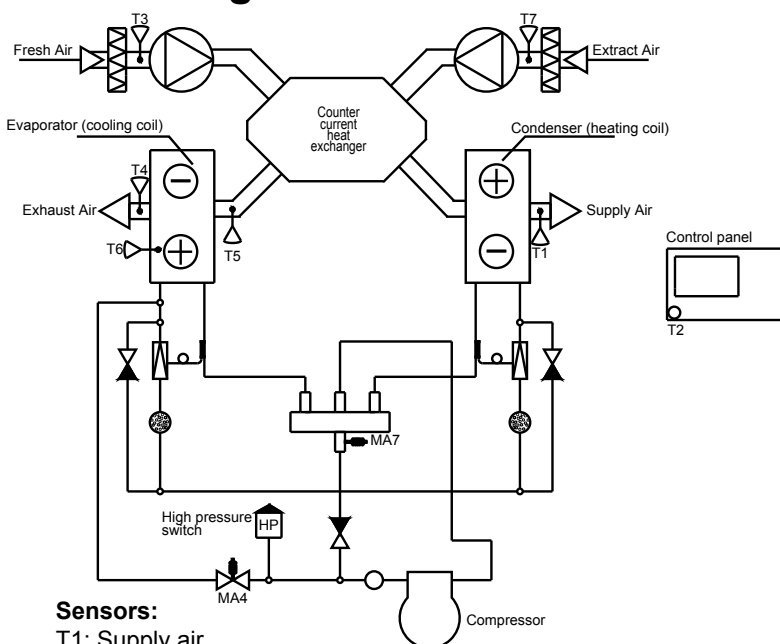 T3
T7
Fresh Air
Extract Air
Counter
current
heat
exchanger
Evaporator (cooling coil)
Condenser (heating coil)
T4
Exhaust Air
Supply Air
T6
T5
T1
Control panel
T2
MA7
High pressure
switch
HP
MA4
Compressor
Sensors:
T1: Supply air